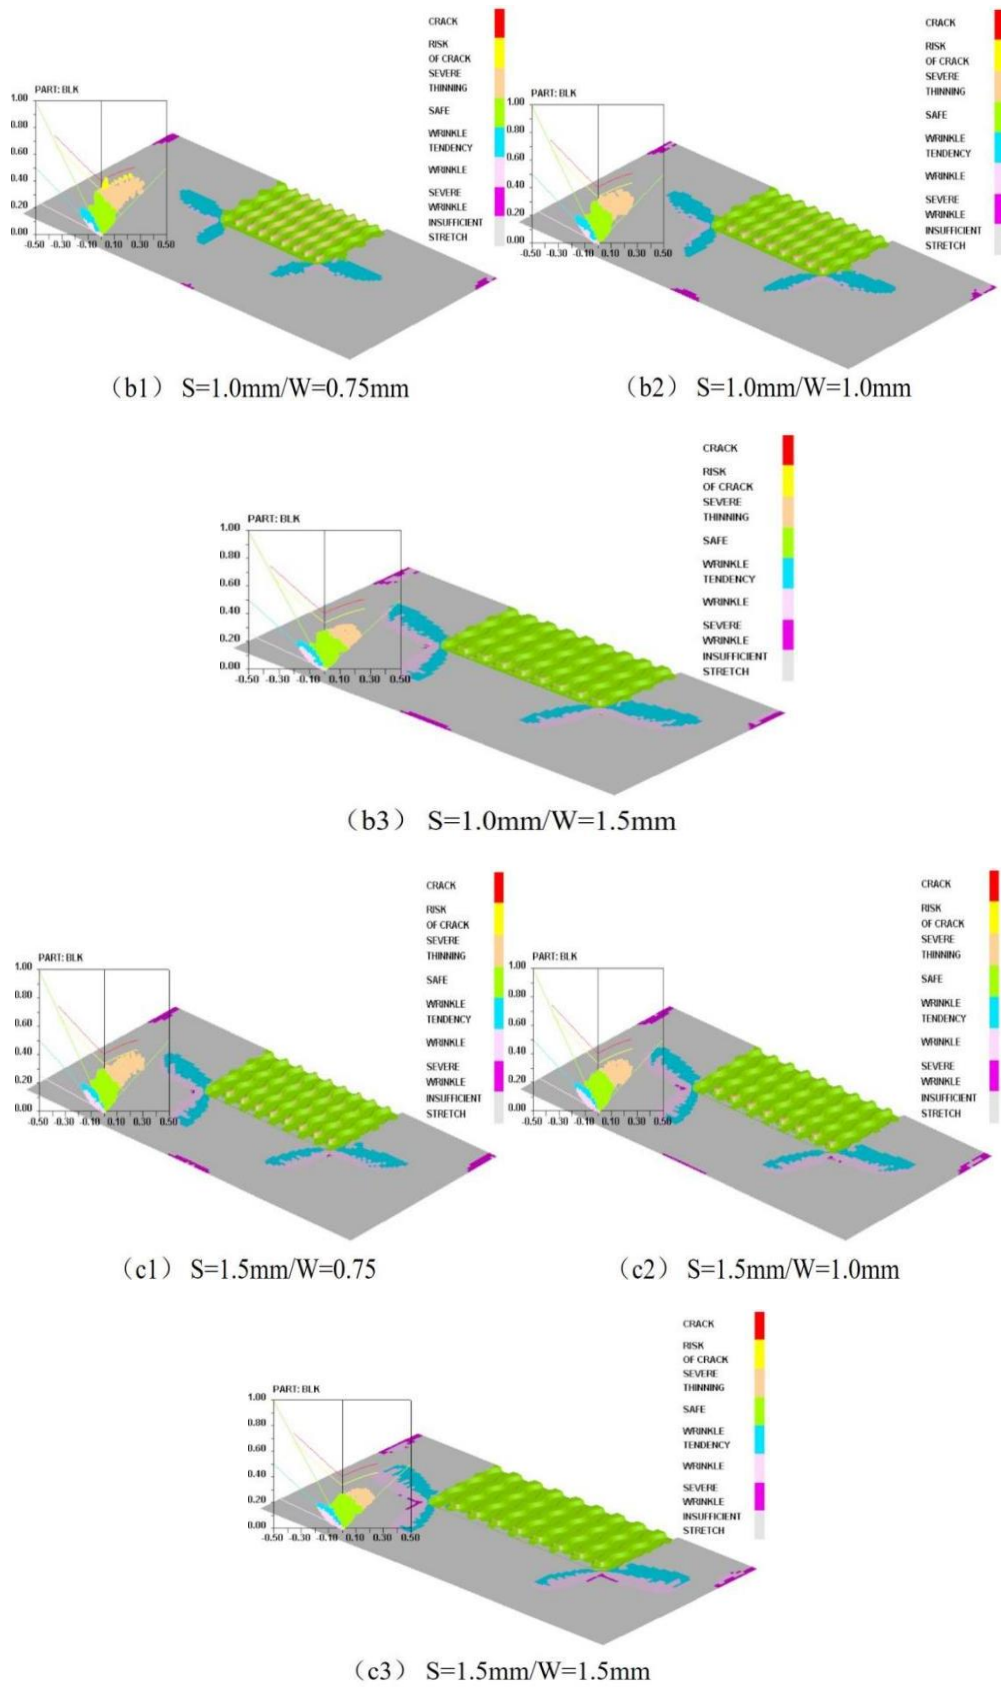 CRACK
RISK
OF CRACK
SEVERE
THINNING
SAFE
WRINKLE
TENDENCY
WRINKLE
SEVERE
WRINKLE
INSUFFICIENT
STRETCH
PART: BLK
1.00
0.80
0.60
0.40
0.20
0.00
-0.50 -0.30 -0.10 0.10 0.30 0.50
(b1) S=1.0mm/W=0.75mm
CRACK
RISK
OF CRACK
SEVERE
THINNING
SAFE
WRINKLE
TENDENCY
WRINKLE
SEVERE
WRINKLE
INSUFFICIENT
STRETCH
PART: BLK
1.00
0.80
0.60
0.40
0.20
0.00
-0.50 -0.30 -0.10 0.10 0.30 0.50
(b2) S=1.0mm/W=1.0mm
CRACK
RISK
OF CRACK
SEVERE
THINNING
SAFE
WRINKLE
TENDENCY
WRINKLE
SEVERE
WRINKLE
INSUFFICIENT
STRETCH
PART: BLK
1.00
0.80
0.60
0.40
0.20
0.00
-0.50 -0.30 -0.10 0.10 0.30 0.50
(b3) S=1.0mm/W=1.5mm
CRACK
RISK
OF CRACK
SEVERE
THINNING
SAFE
WRINKLE
TENDENCY
WRINKLE
SEVERE
WRINKLE
INSUFFICIENT
STRETCH
PART: BLK
1.00
0.80
0.60
0.40
0.20
0.00
-0.50 -0.30 -0.10 0.10 0.30 0.50
(c1) S=1.5mm/W=0.75
CRACK
RISK
OF CRACK
SEVERE
THINNING
SAFE
WRINKLE
TENDENCY
WRINKLE
SEVERE
WRINKLE
INSUFFICIENT
STRETCH
PART: BLK
1.00
0.80
0.60
0.40
0.20
0.00
-0.50 -0.30 -0.10 0.10 0.30 0.50
(c2) S=1.5mm/W=1.0mm
CRACK
RISK
OF CRACK
SEVERE
THINNING
SAFE
WRINKLE
TENDENCY
WRINKLE
SEVERE
WRINKLE
INSUFFICIENT
STRETCH
PART: BLK
1.00
0.80
0.60
0.40
0.20
0.00
-0.50 -0.30 -0.10 0.10 0.30 0.50
(c3) S=1.5mm/W=1.5mm